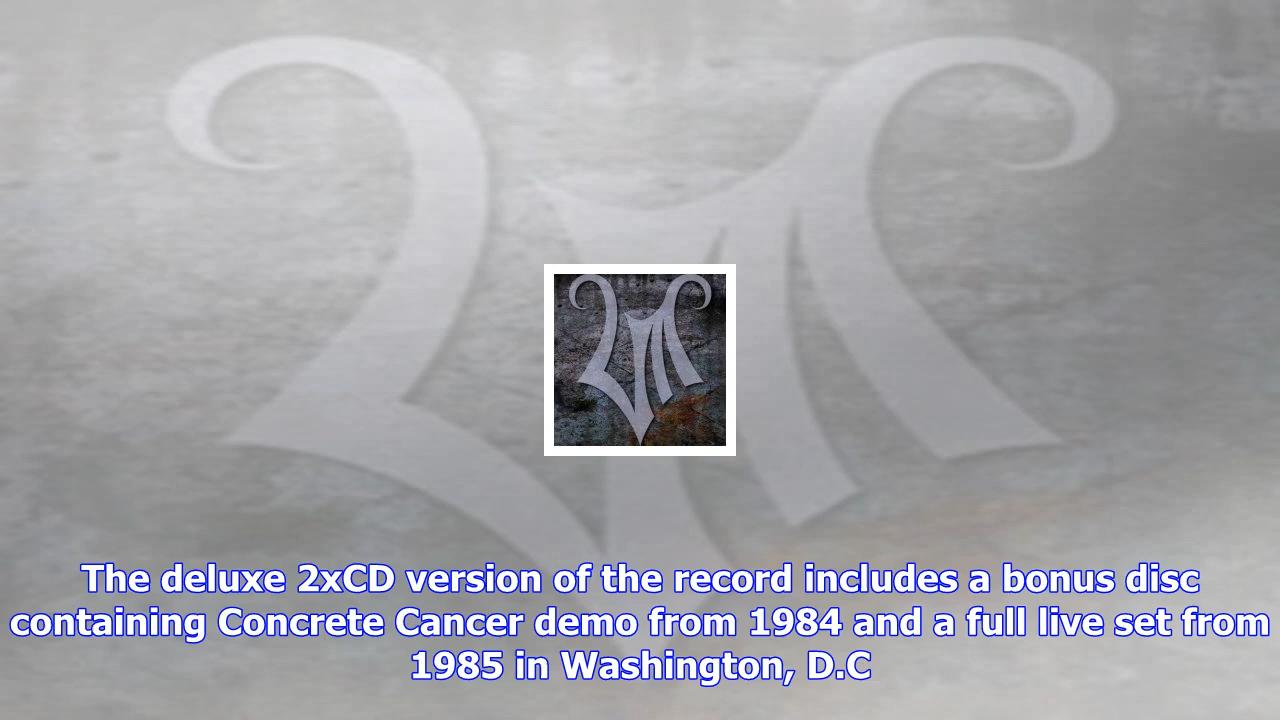 The deluxe 2xCD version of the record includes a bonus disc
containing Concrete Cancer demo from 1984 and a full live set from
1985 in Washington, D.C